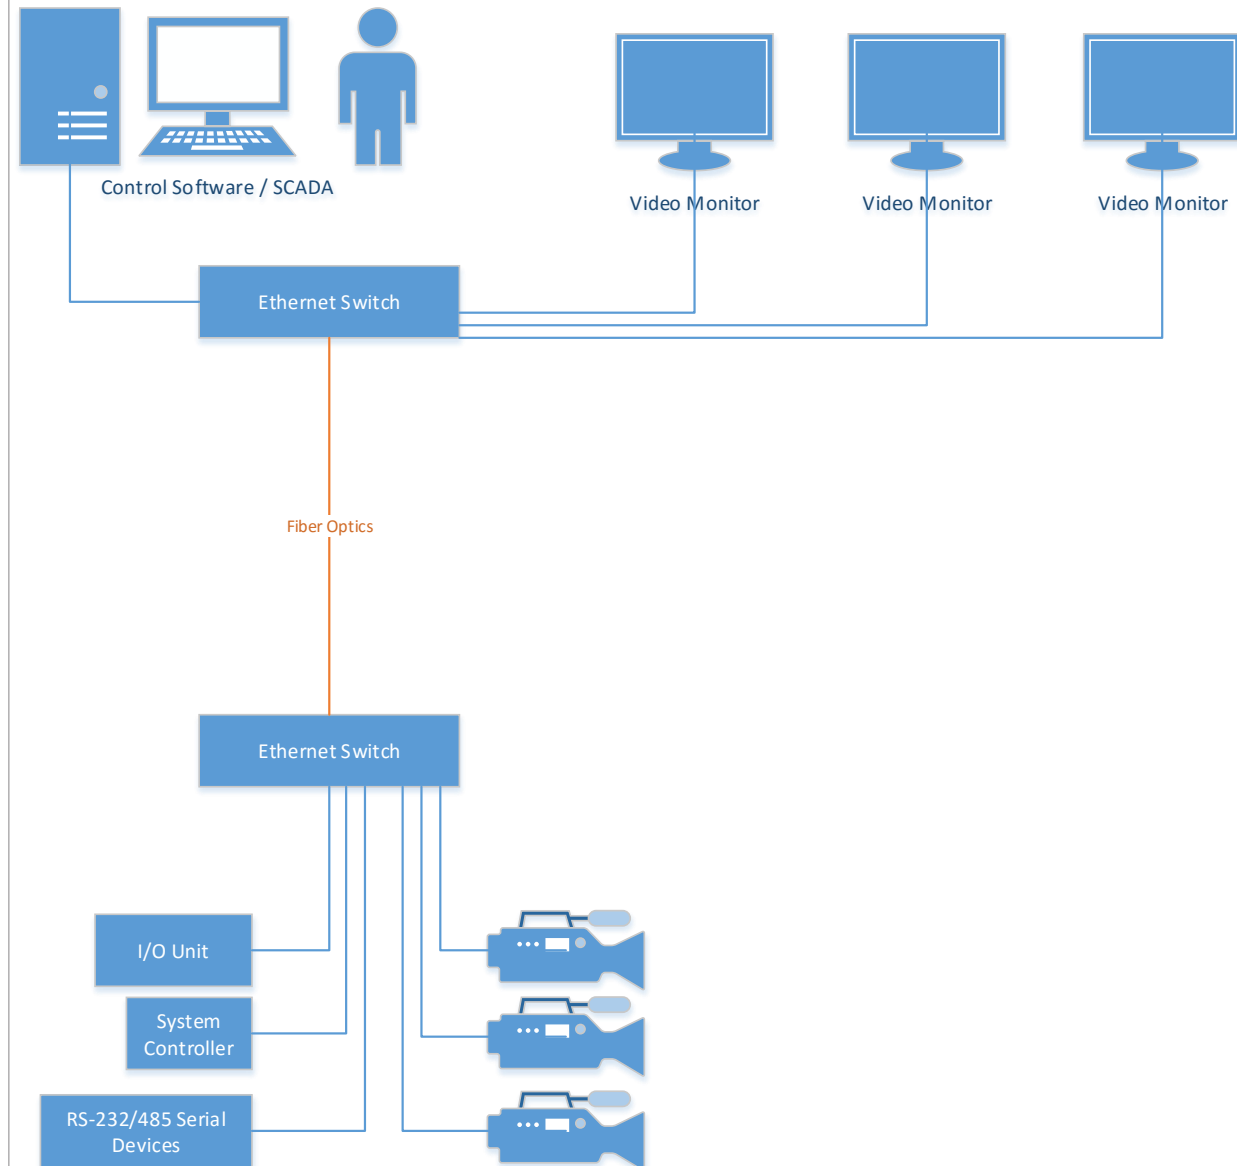 Control Software / SCADA
Video Monitor
Video Monitor
Video Monitor
Ethernet Switch
Fiber Optics
Ethernet Switch
I/O Unit
System
Controller
RS-232/485 Serial
Devices